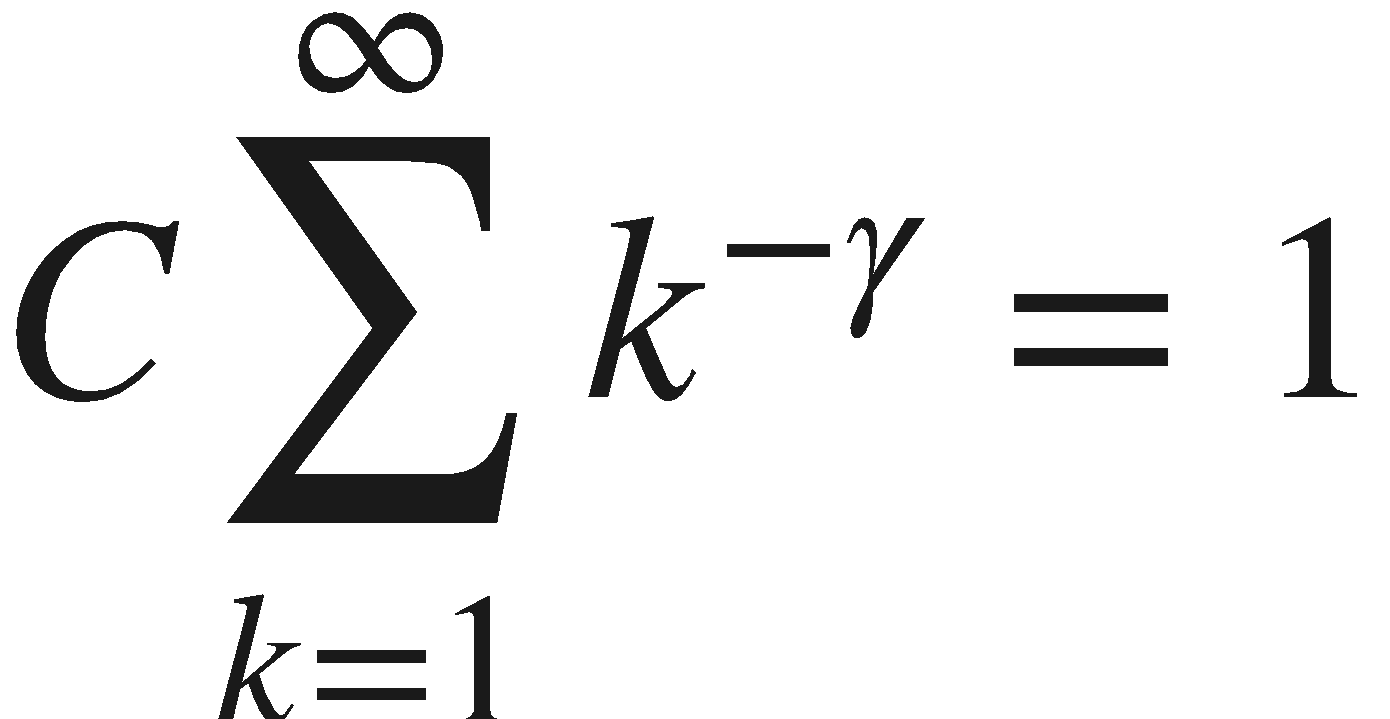 C ∑_{k=1}^{∞} k^{−γ} = 1